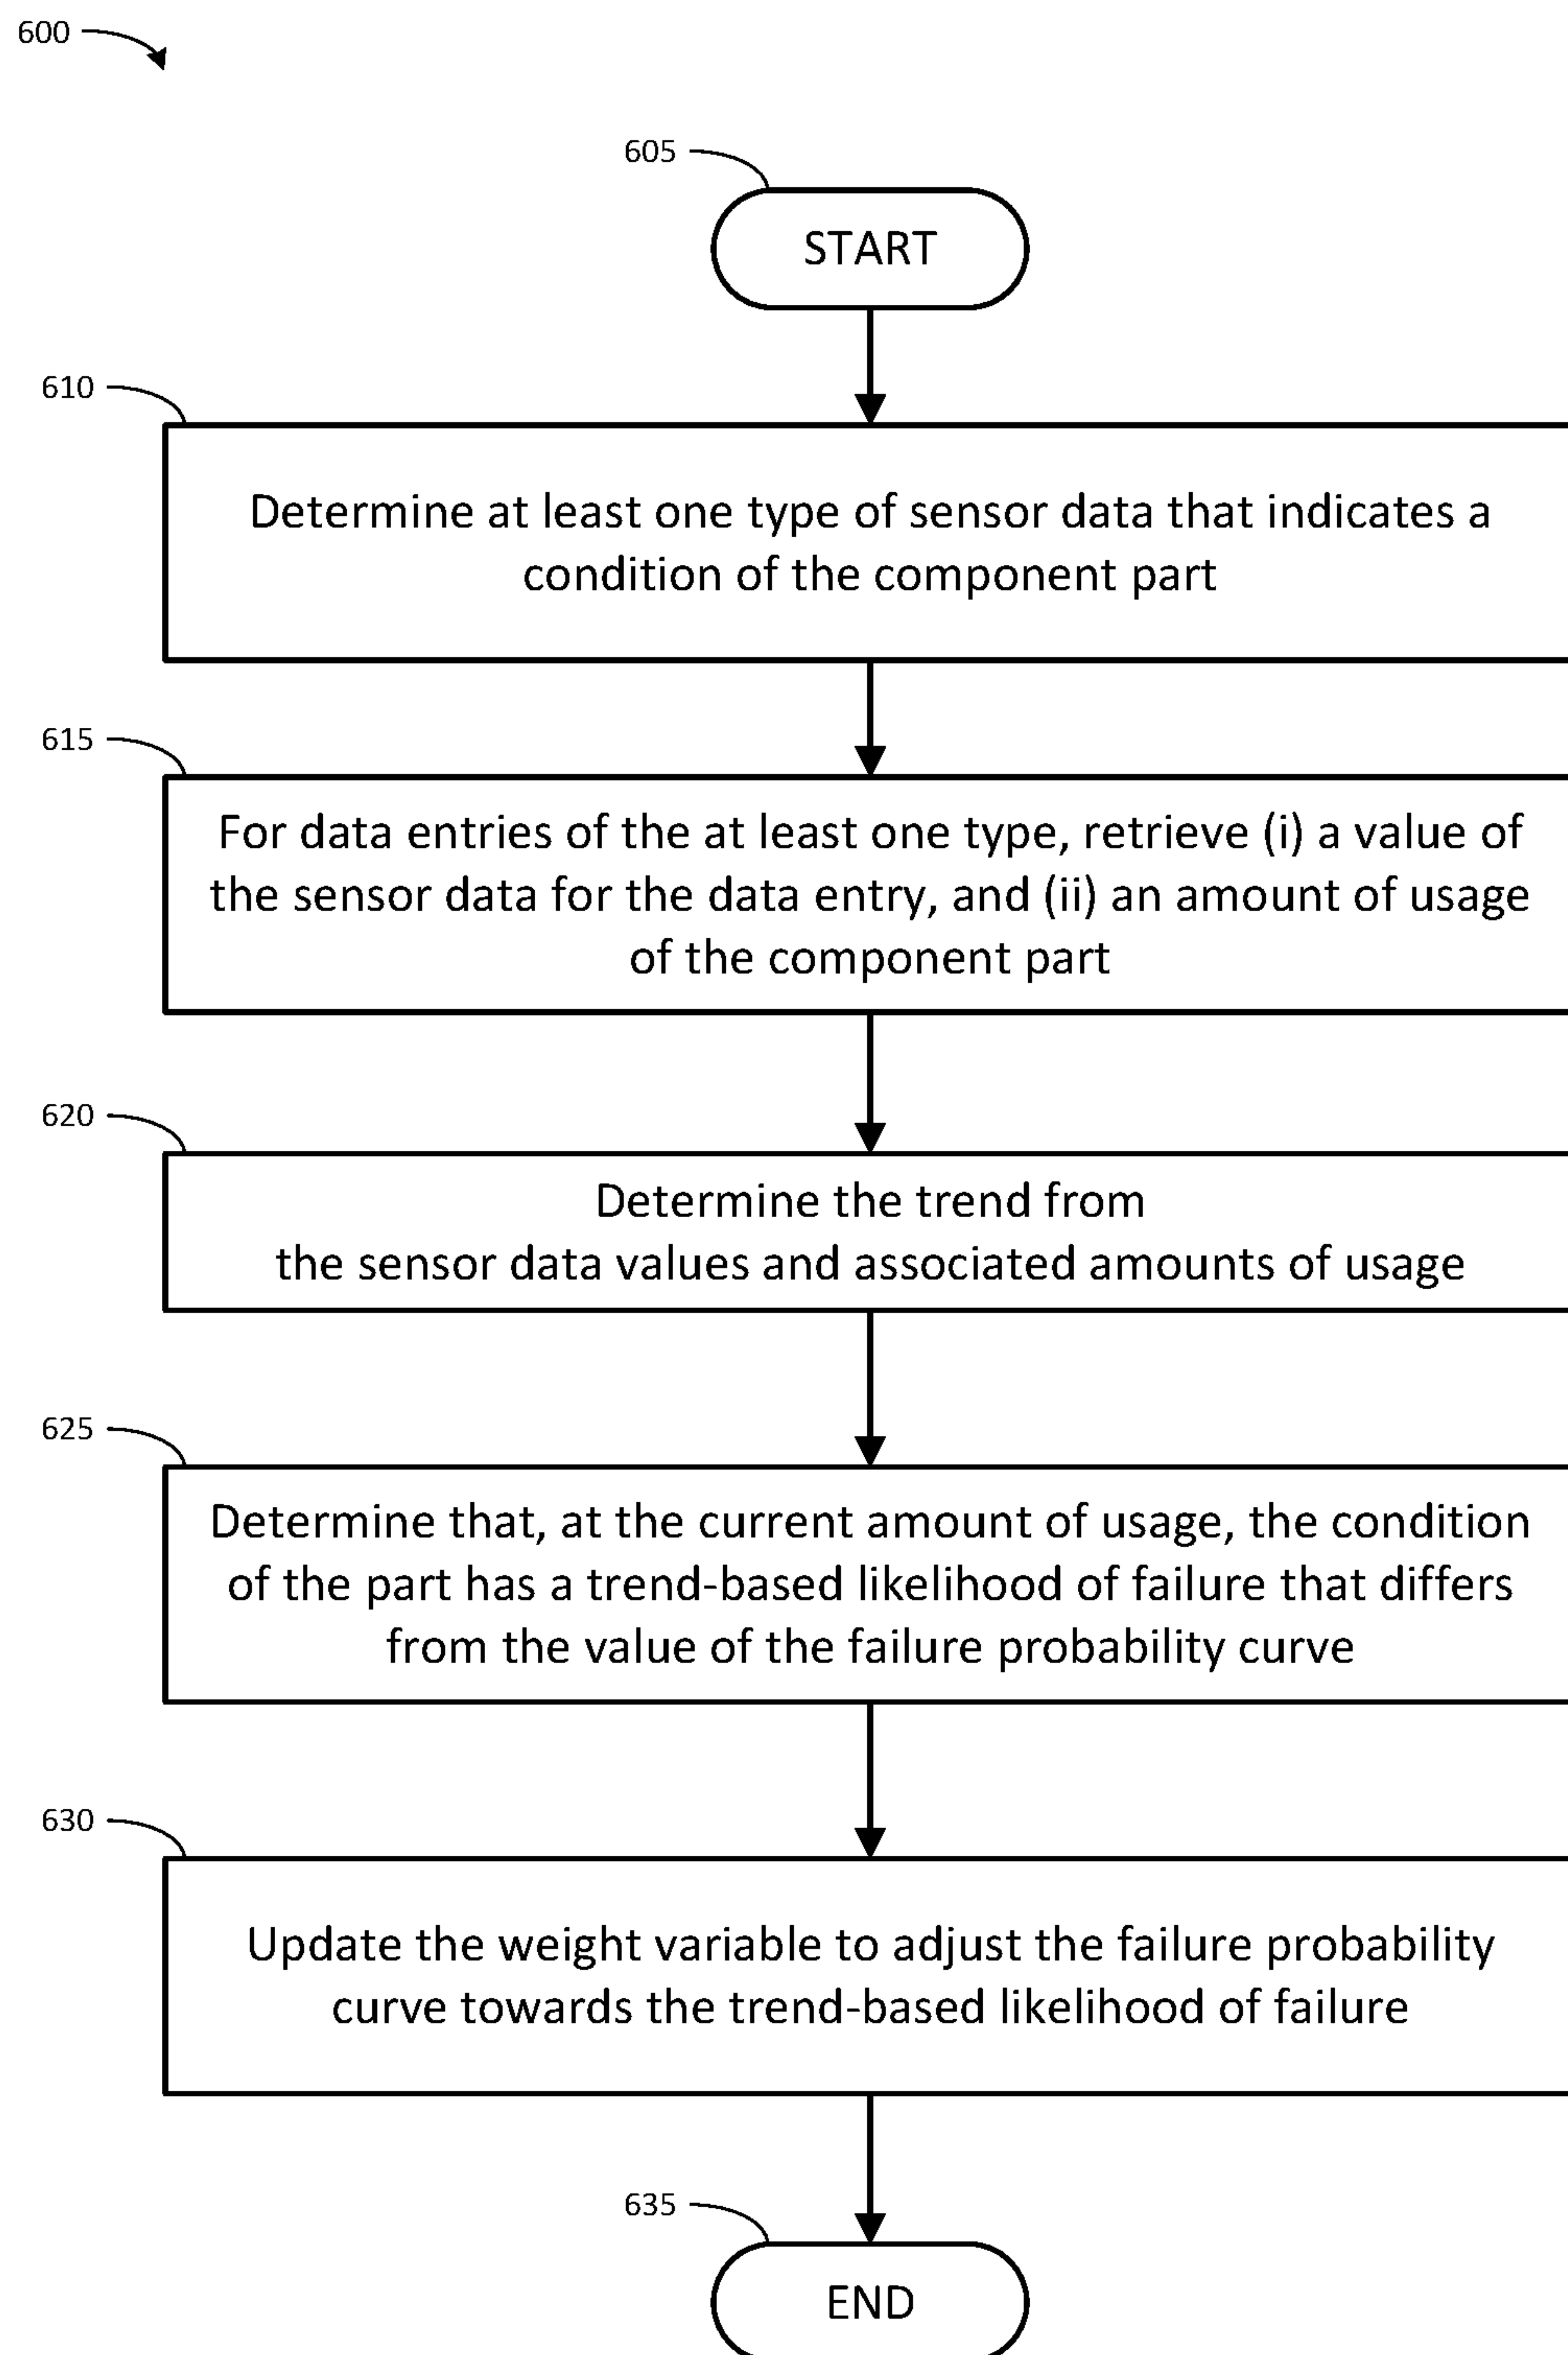 600
605
START
610
Determine at least one type of sensor data that indicates a
condition of the component part
615
For data entries of the at least one type, retrieve (i) a value of
the sensor data for the data entry, and (ii) an amount of usage
of the component part
620
Determine the trend from
the sensor data values and associated amounts of usage
625
Determine that, at the current amount of usage, the condition
of the part has a trend-based likelihood of failure that differs
from the value of the failure probability curve
630
Update the weight variable to adjust the failure probability
curve towards the trend-based likelihood of failure
635
END